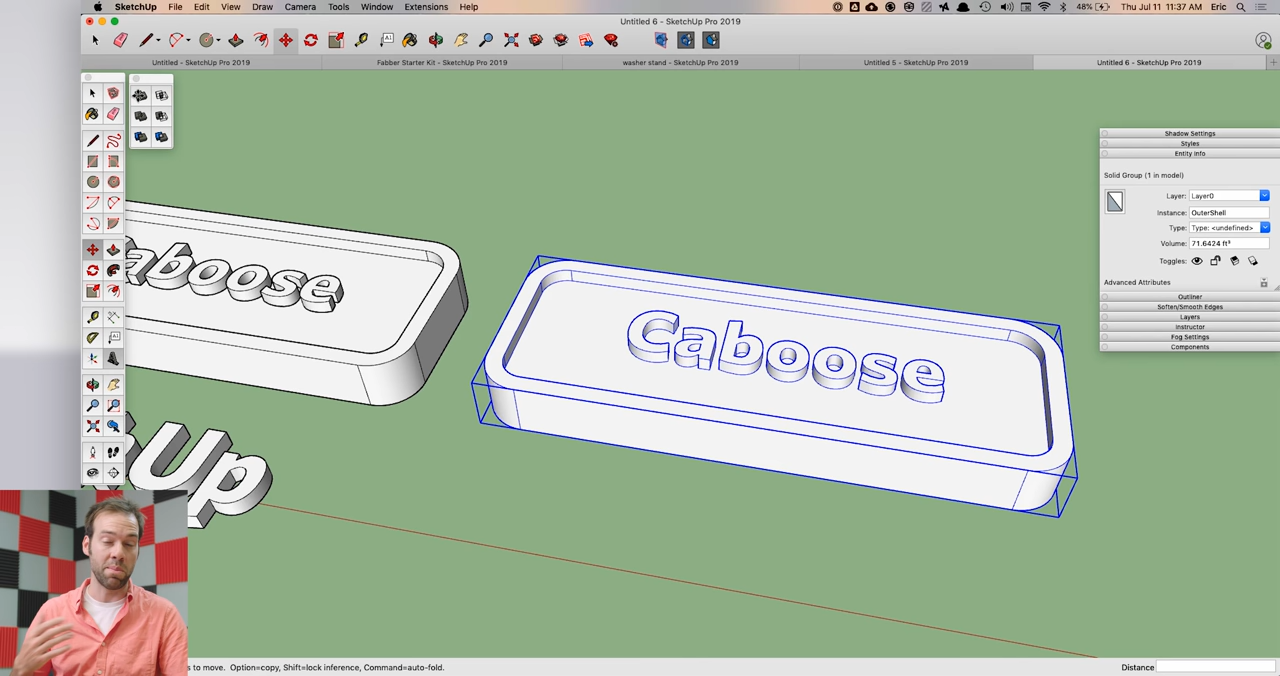 SketchUp File Edit View Draw Camera Tools Window Extensions Help 48% Thu Jul 11 11:37 AM Eric
Untitled 6 - SketchUp Pro 2019
Untitled - SketchUp Pro 2019 Fabber Starter Kit - SketchUp Pro 2019 washer stand - SketchUp Pro 2019 Untitled 5 - SketchUp Pro 2019 Untitled 6 - SketchUp Pro 2019
Shadow Settings
Styles
Entity Info
Solid Group (1 in model)
Layer: Layer0
Instance: OuterShell
Type: Type: <undefined>
Volume: 71.6424 ft³
Toggles:
Advanced Attributes
Outliner
Soften/Smooth Edges
Layers
Instructor
Fog Settings
Components
aboose
Caboose
Up
s to move. Option=copy, Shift=lock inference, Command=auto-fold.
Distance